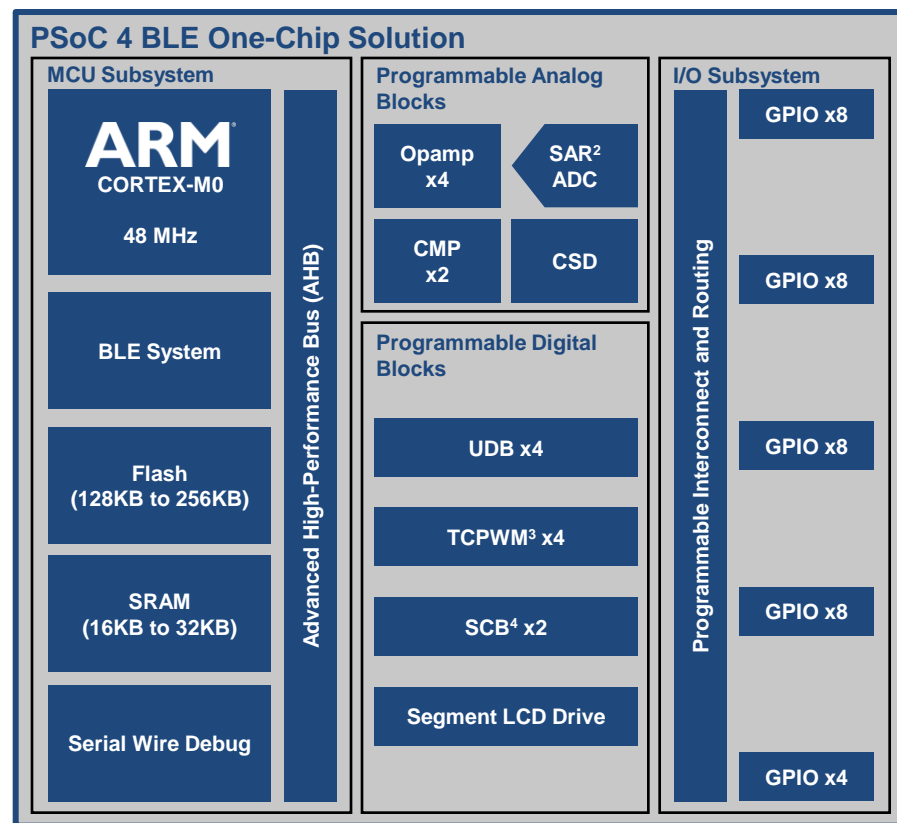 PSoC 4 BLE One-Chip Solution
MCU Subsystem
ARM®
CORTEX-M0
48 MHz
BLE System
Flash
(128KB to 256KB)
SRAM
(16KB to 32KB)
Serial Wire Debug
Advanced High-Performance Bus (AHB)
Programmable Analog
Blocks
Opamp
x4
SAR²
ADC
CMP
x2
CSD
Programmable Digital
Blocks
UDB x4
TCPWM³ x4
SCB⁴ x2
Segment LCD Drive
I/O Subsystem
Programmable Interconnect and Routing
GPIO x8
GPIO x8
GPIO x8
GPIO x8
GPIO x4